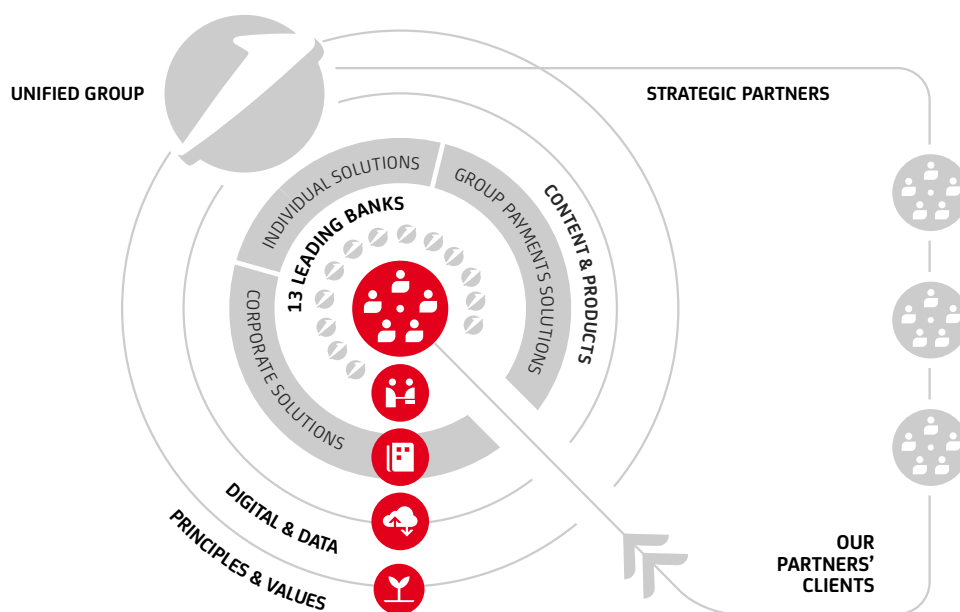 UNIFIED GROUP
STRATEGIC PARTNERS
INDIVIDUAL SOLUTIONS
GROUP PAYMENTS SOLUTIONS
CONTENT & PRODUCTS
13 LEADING BANKS
CORPORATE SOLUTIONS
DIGITAL & DATA
PRINCIPLES & VALUES
OUR
PARTNERS'
CLIENTS